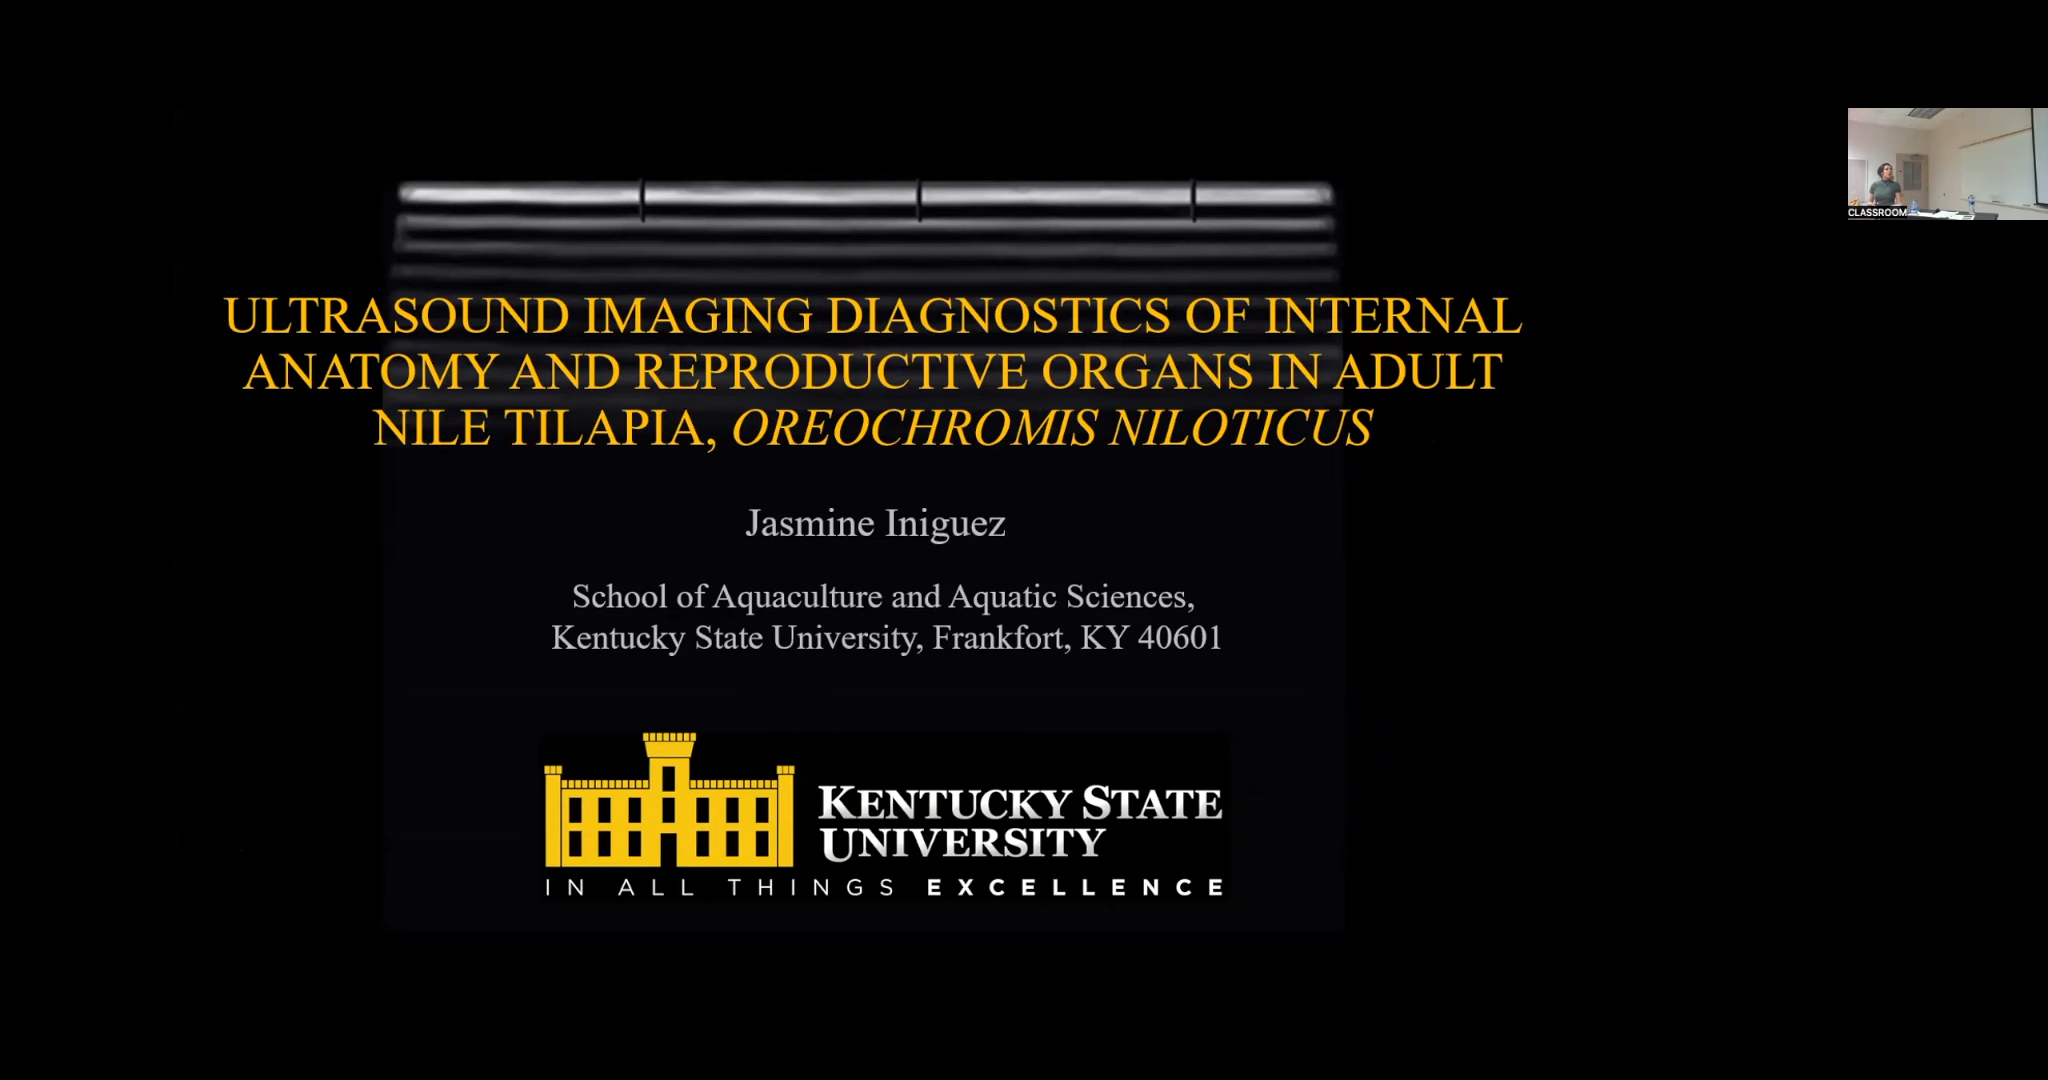 ULTRASOUND IMAGING DIAGNOSTICS OF INTERNAL
ANATOMY AND REPRODUCTIVE ORGANS IN ADULT
NILE TILAPIA, OREOCHROMIS NILOTICUS
Jasmine Iniguez
School of Aquaculture and Aquatic Sciences,
Kentucky State University, Frankfort, KY 40601
KENTUCKY STATE
UNIVERSITY
IN ALL THINGS EXCELLENCE
CLASSROOM